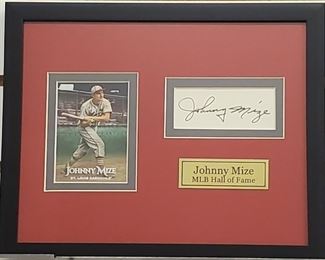 JOHNNY MIZE
ST. LOUIS CARDINALS
Johnny Mize
Johnny Mize
MLB Hall of Fame